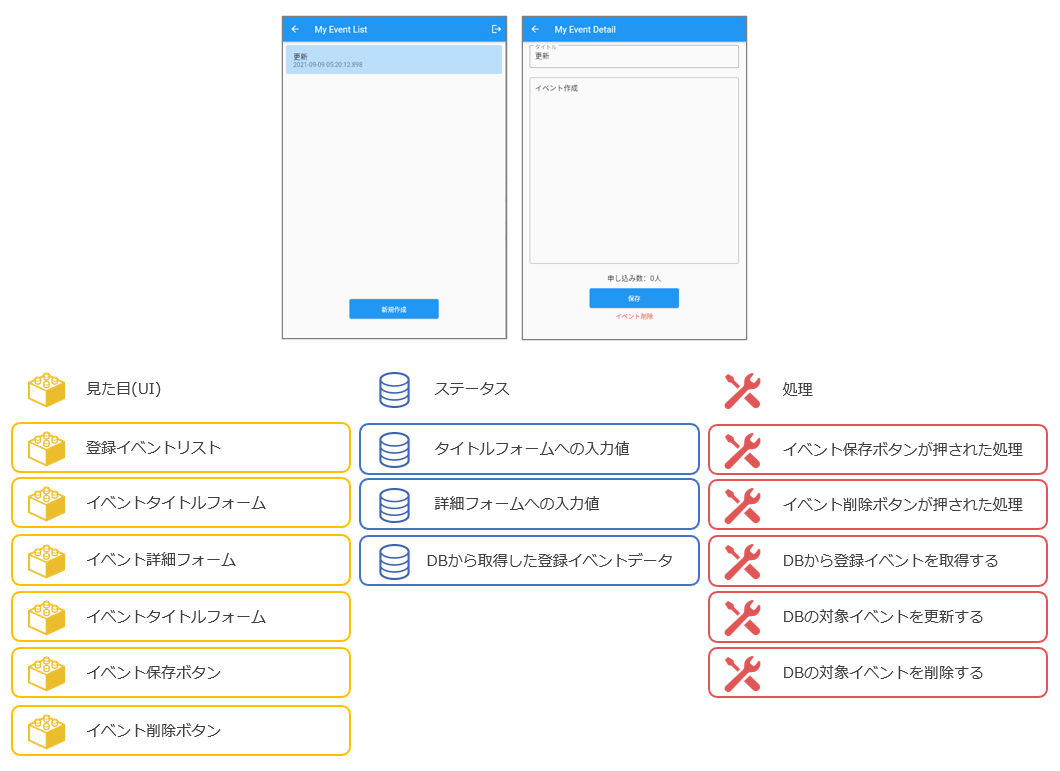 My Event List
更新
2021-09-09 05:20:12.898
新規作成
My Event Detail
タイトル
更新
イベント作成
申し込み数：0人
保存
イベント削除
見た目(UI)
登録イベントリスト
イベントタイトルフォーム
イベント詳細フォーム
イベントタイトルフォーム
イベント保存ボタン
イベント削除ボタン
ステータス
タイトルフォームへの入力値
詳細フォームへの入力値
DBから取得した登録イベントデータ
処理
イベント保存ボタンが押された処理
イベント削除ボタンが押された処理
DBから登録イベントを取得する
DBの対象イベントを更新する
DBの対象イベントを削除する